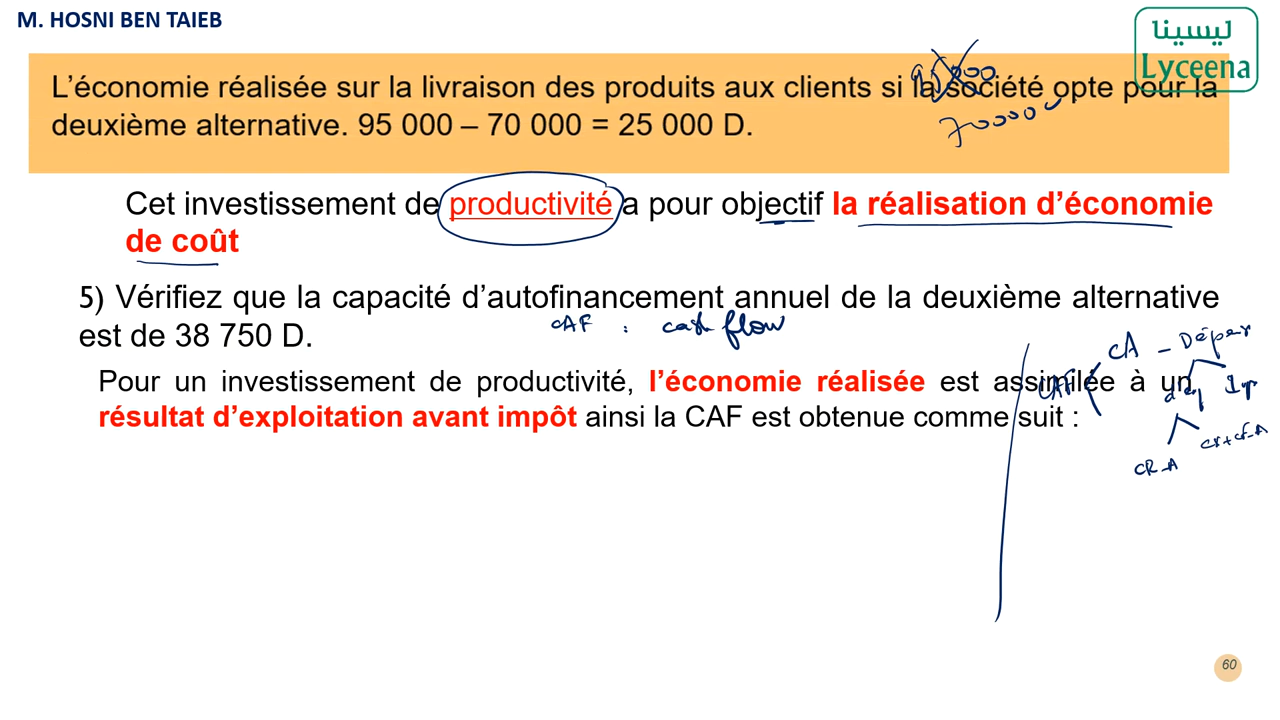 M. HOSNI BEN TAIEB
ليسينا
Lyceena
95000
70000
L'économie réalisée sur la livraison des produits aux clients si la société opte pour la
deuxième alternative. 95 000 – 70 000 = 25 000 D.
Cet investissement de productivité a pour objectif la réalisation d'économie
de coût
5) Vérifiez que la capacité d'autofinancement annuel de la deuxième alternative
est de 38 750 D.
CAF : cash flow
CA - Dépenses
CAF
Pour un investissement de productivité, l'économie réalisée est assimilée à un
résultat d'exploitation avant impôt ainsi la CAF est obtenue comme suit :
60